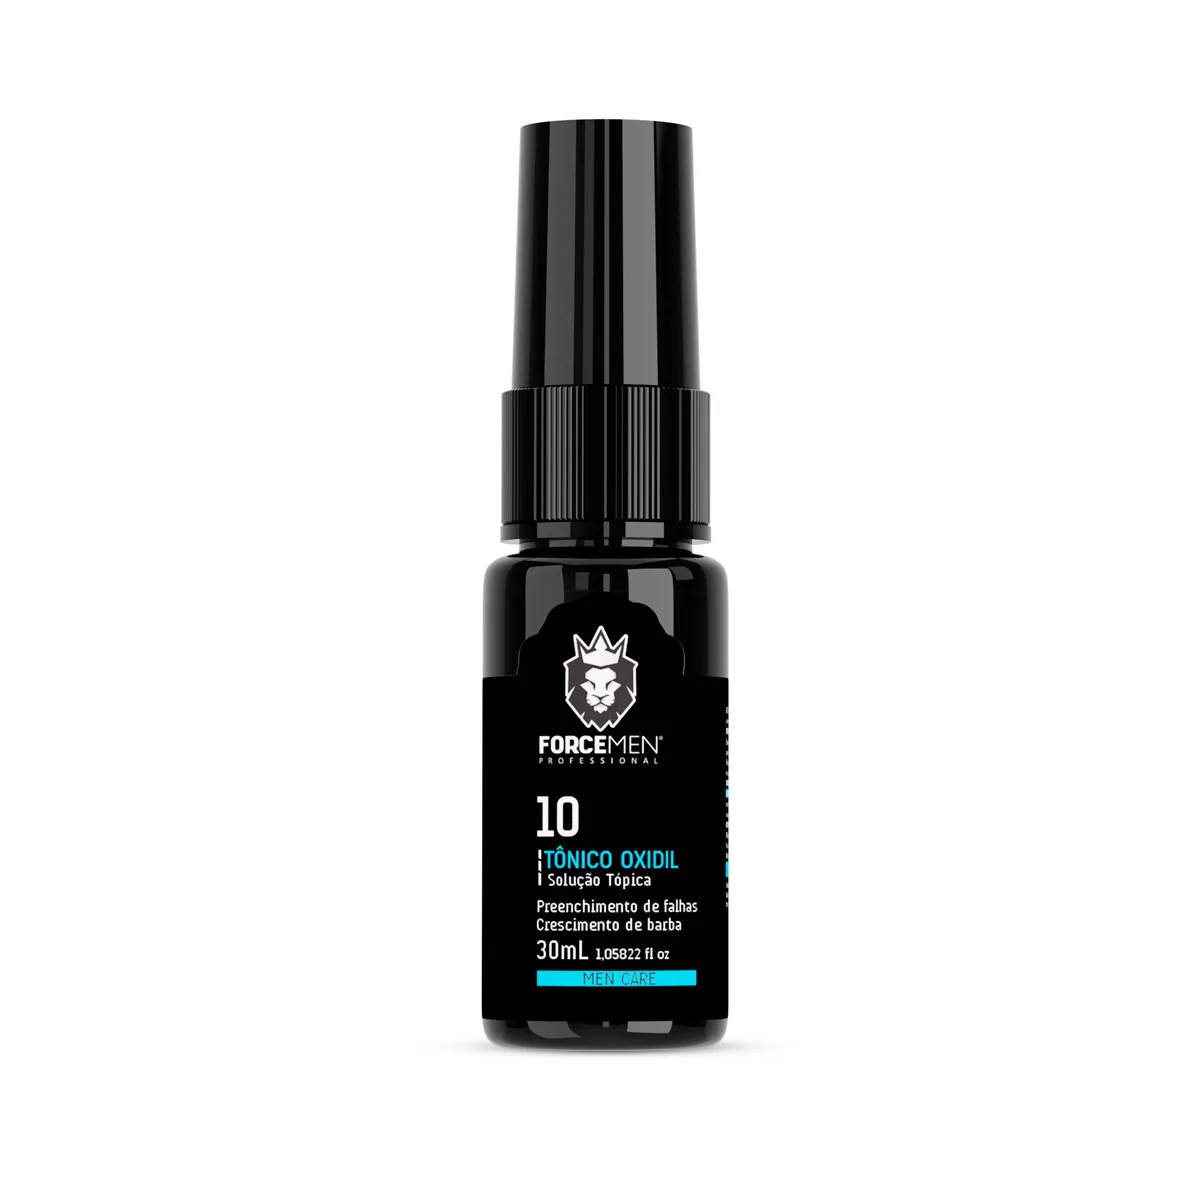 FORCEMEN®
PROFESSIONAL
10
TÔNICO OXIDIL
Solução Tópica
Preenchimento de falhas
Crescimento de barba
30mL 1,05822 fl oz
MEN CARE